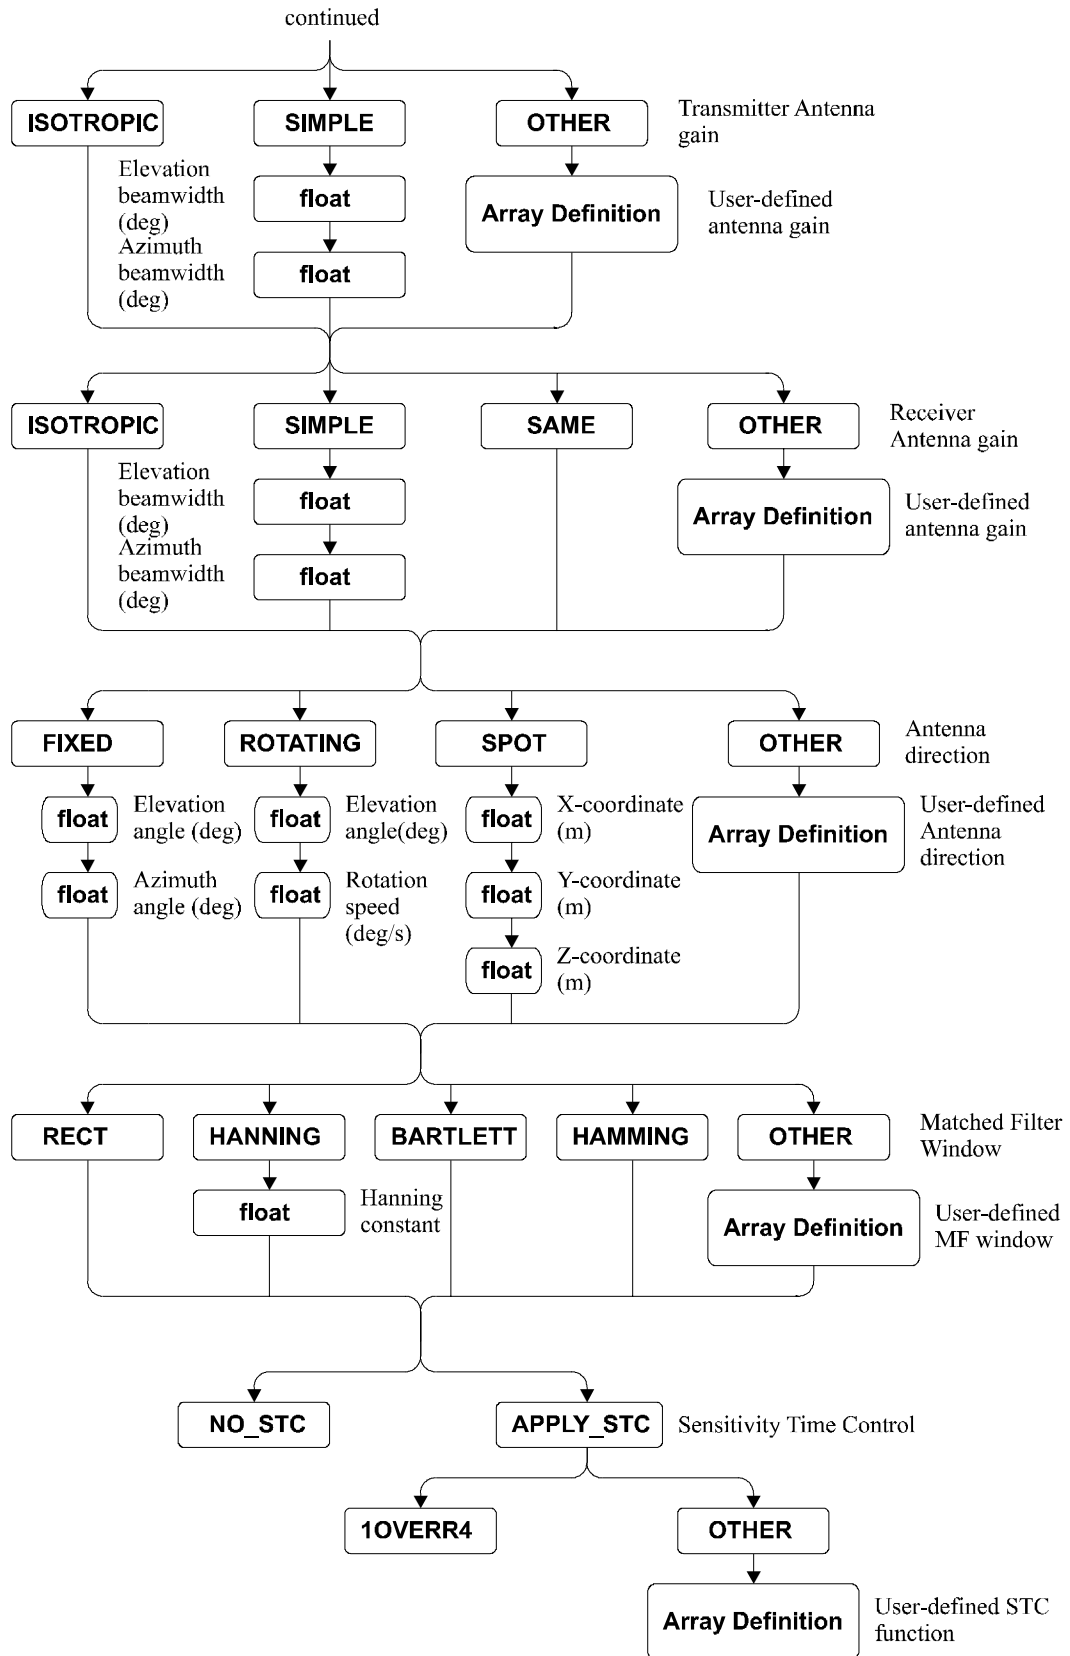 continued
ISOTROPIC
SIMPLE
OTHER
Transmitter Antenna
gain
Elevation
beamwidth
(deg)
float
Array Definition
User-defined
antenna gain
Azimuth
beamwidth
(deg)
float
ISOTROPIC
SIMPLE
SAME
OTHER
Receiver
Antenna gain
Elevation
beamwidth
(deg)
float
Array Definition
User-defined
antenna gain
Azimuth
beamwidth
(deg)
float
FIXED
ROTATING
SPOT
OTHER
Antenna
direction
float
Elevation
angle (deg)
float
Elevation
angle(deg)
float
X-coordinate
(m)
Array Definition
User-defined
Antenna
direction
float
Azimuth
angle (deg)
float
Rotation
speed
(deg/s)
float
Y-coordinate
(m)
float
Z-coordinate
(m)
RECT
HANNING
BARTLETT
HAMMING
OTHER
Matched Filter
Window
float
Hanning
constant
Array Definition
User-defined
MF window
NO_STC
APPLY_STC
Sensitivity Time Control
1OVERR4
OTHER
Array Definition
User-defined STC
function